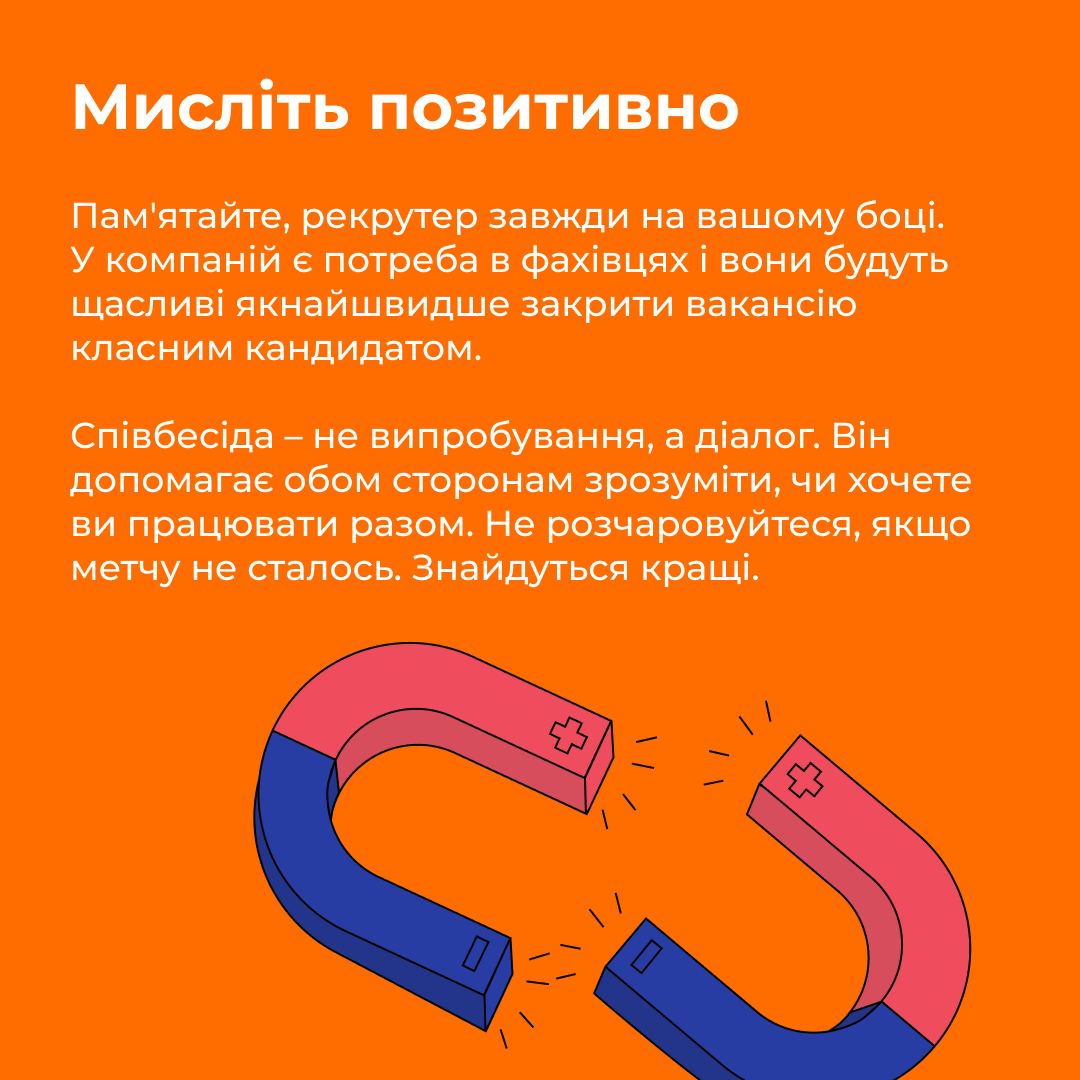 Мисліть позитивно
Пам'ятайте, рекрутер завжди на вашому боці.
У компаній є потреба в фахівцях і вони будуть
щасливі якнайшвидше закрити вакансію
класним кандидатом.
Співбесіда – не випробування, а діалог. Він
допомагає обом сторонам зрозуміти, чи хочете
ви працювати разом. Не розчаровуйтеся, якщо
метчу не сталось. Знайдуться кращі.